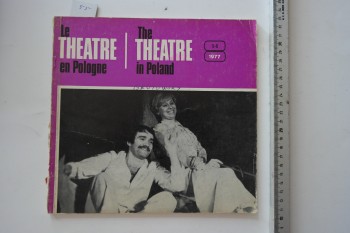 Le
THEATRE
en Pologne
The
THEATRE
in Poland
1977